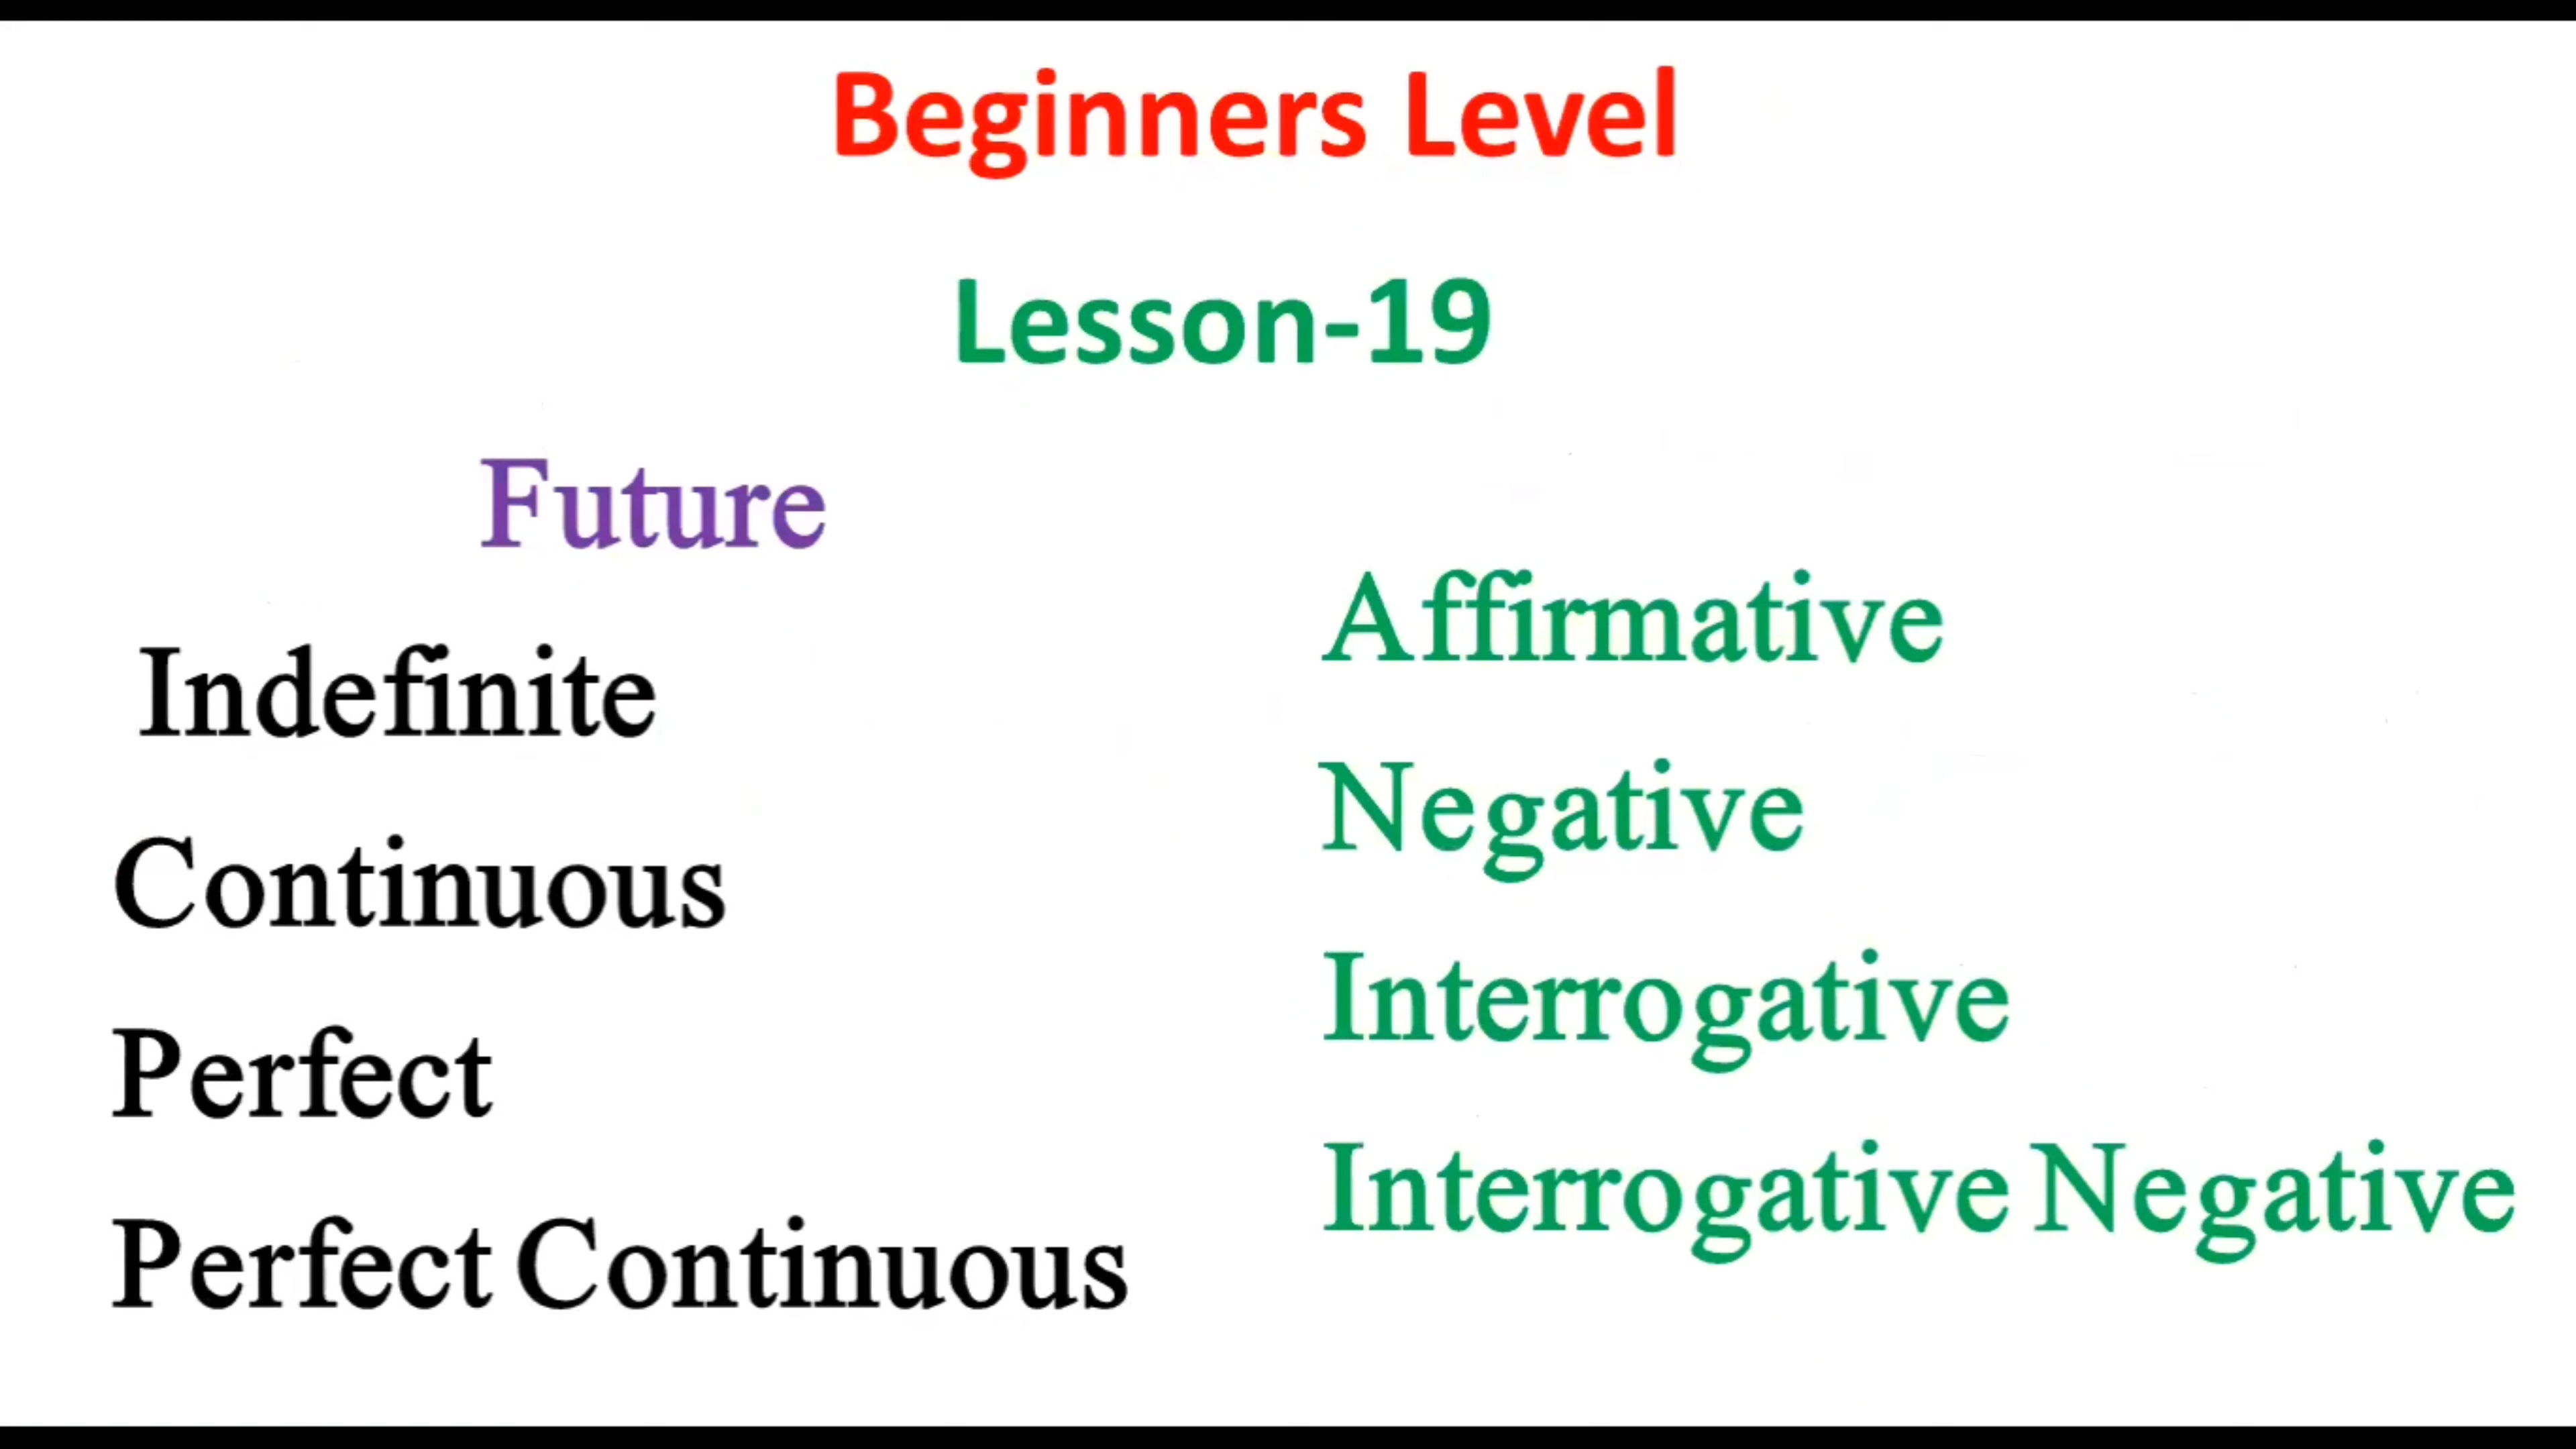 Beginners Level
Lesson-19
Future
Indefinite
Continuous
Perfect
Perfect Continuous
Affirmative
Negative
Interrogative
Interrogative Negative